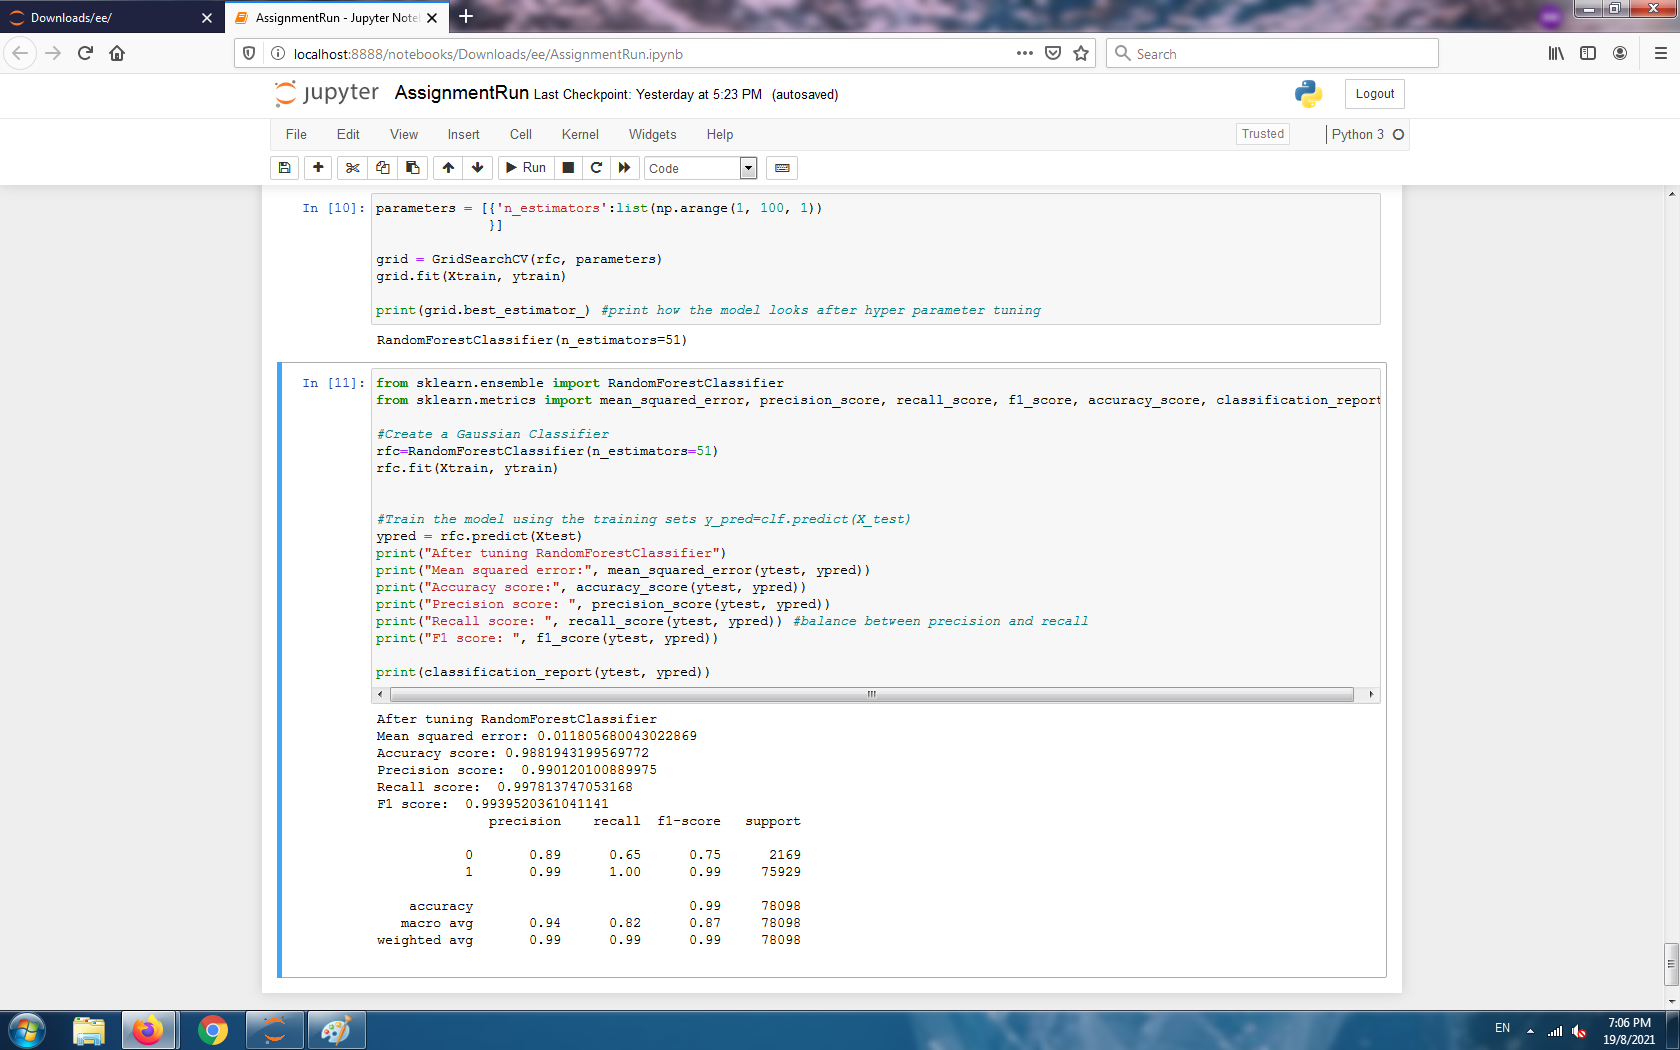 Downloads/ee/
AssignmentRun - Jupyter Note
localhost:8888/notebooks/Downloads/ee/AssignmentRun.ipynb
Search
jupyter AssignmentRun Last Checkpoint: Yesterday at 5:23 PM (autosaved)
Logout
File Edit View Insert Cell Kernel Widgets Help
Trusted
Python 3
Run
Code
In [10]: parameters = [{'n_estimators':list(np.arange(1, 100, 1))
}]
grid = GridSearchCV(rfc, parameters)
grid.fit(Xtrain, ytrain)
print(grid.best_estimator_) #print how the model looks after hyper parameter tuning
RandomForestClassifier(n_estimators=51)
In [11]: from sklearn.ensemble import RandomForestClassifier
from sklearn.metrics import mean_squared_error, precision_score, recall_score, f1_score, accuracy_score, classification_report
#Create a Gaussian Classifier
rfc=RandomForestClassifier(n_estimators=51)
rfc.fit(Xtrain, ytrain)
#Train the model using the training sets y_pred=clf.predict(X_test)
ypred = rfc.predict(Xtest)
print("After tuning RandomForestClassifier")
print("Mean squared error:", mean_squared_error(ytest, ypred))
print("Accuracy score:", accuracy_score(ytest, ypred))
print("Precision score: ", precision_score(ytest, ypred))
print("Recall score: ", recall_score(ytest, ypred)) #balance between precision and recall
print("F1 score: ", f1_score(ytest, ypred))
print(classification_report(ytest, ypred))
After tuning RandomForestClassifier
Mean squared error: 0.011805680043022869
Accuracy score: 0.9881943199569772
Precision score:  0.990120100889975
Recall score:  0.997813747053168
F1 score:  0.9939520361041141
precision recall f1-score support
0 0.89 0.65 0.75 2169
1 0.99 1.00 0.99 75929
accuracy 0.99 78098
macro avg 0.94 0.82 0.87 78098
weighted avg 0.99 0.99 0.99 78098
EN
7:06 PM
19/8/2021